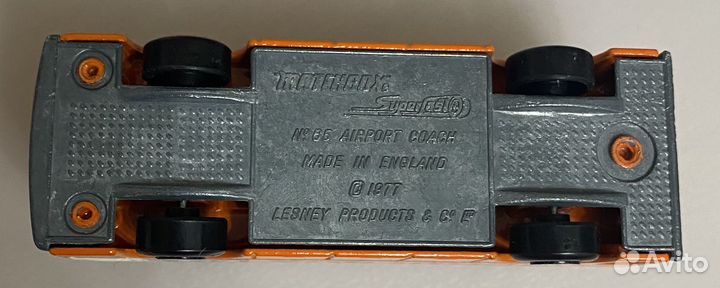 MATCHBOX
Superfast
Nº 65 AIRPORT COACH
MADE IN ENGLAND
© 1977
LESNEY PRODUCTS & Cº Lᵀᴰ
Avito